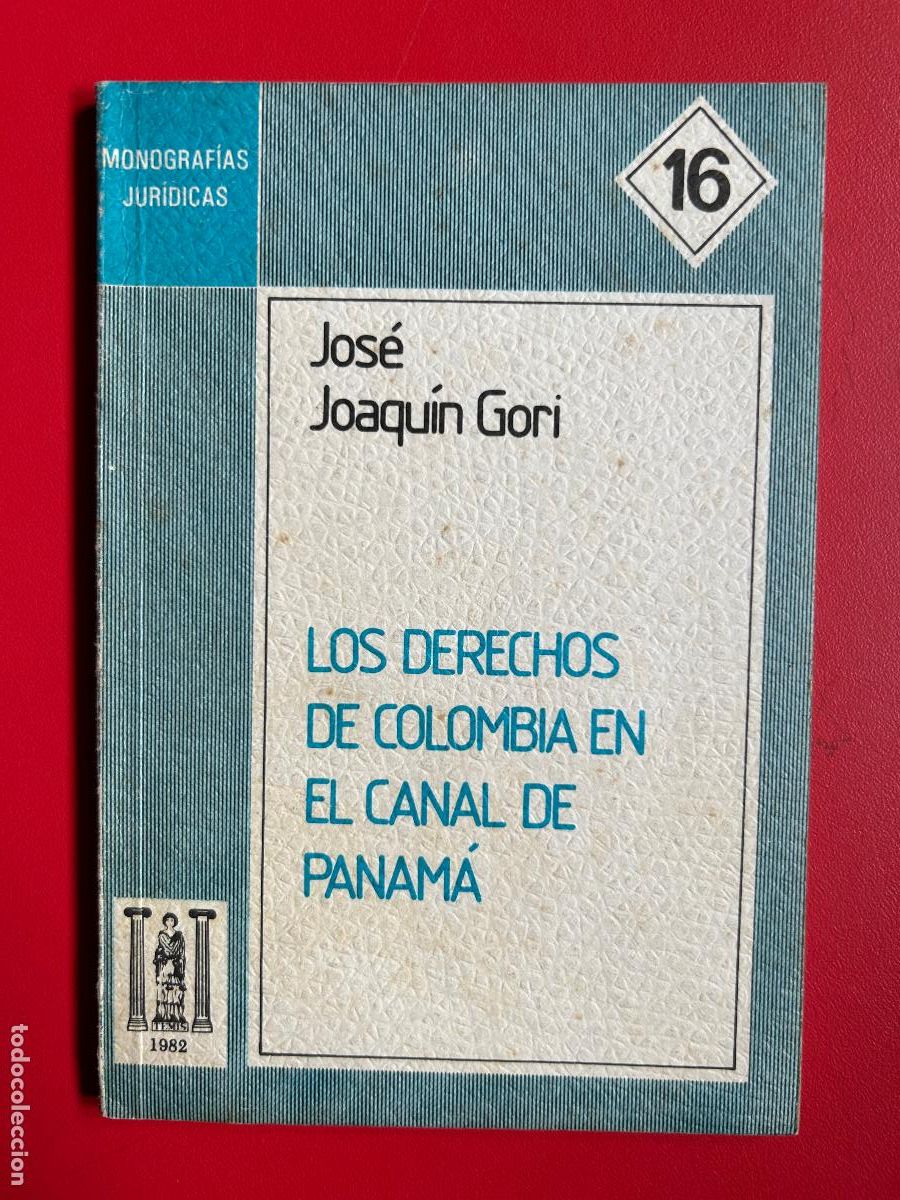 MONOGRAFÍAS
JURÍDICAS
16
José
Joaquín Gori
LOS DERECHOS
DE COLOMBIA EN
EL CANAL DE
PANAMÁ
TEMIS
1982
todocoleccion